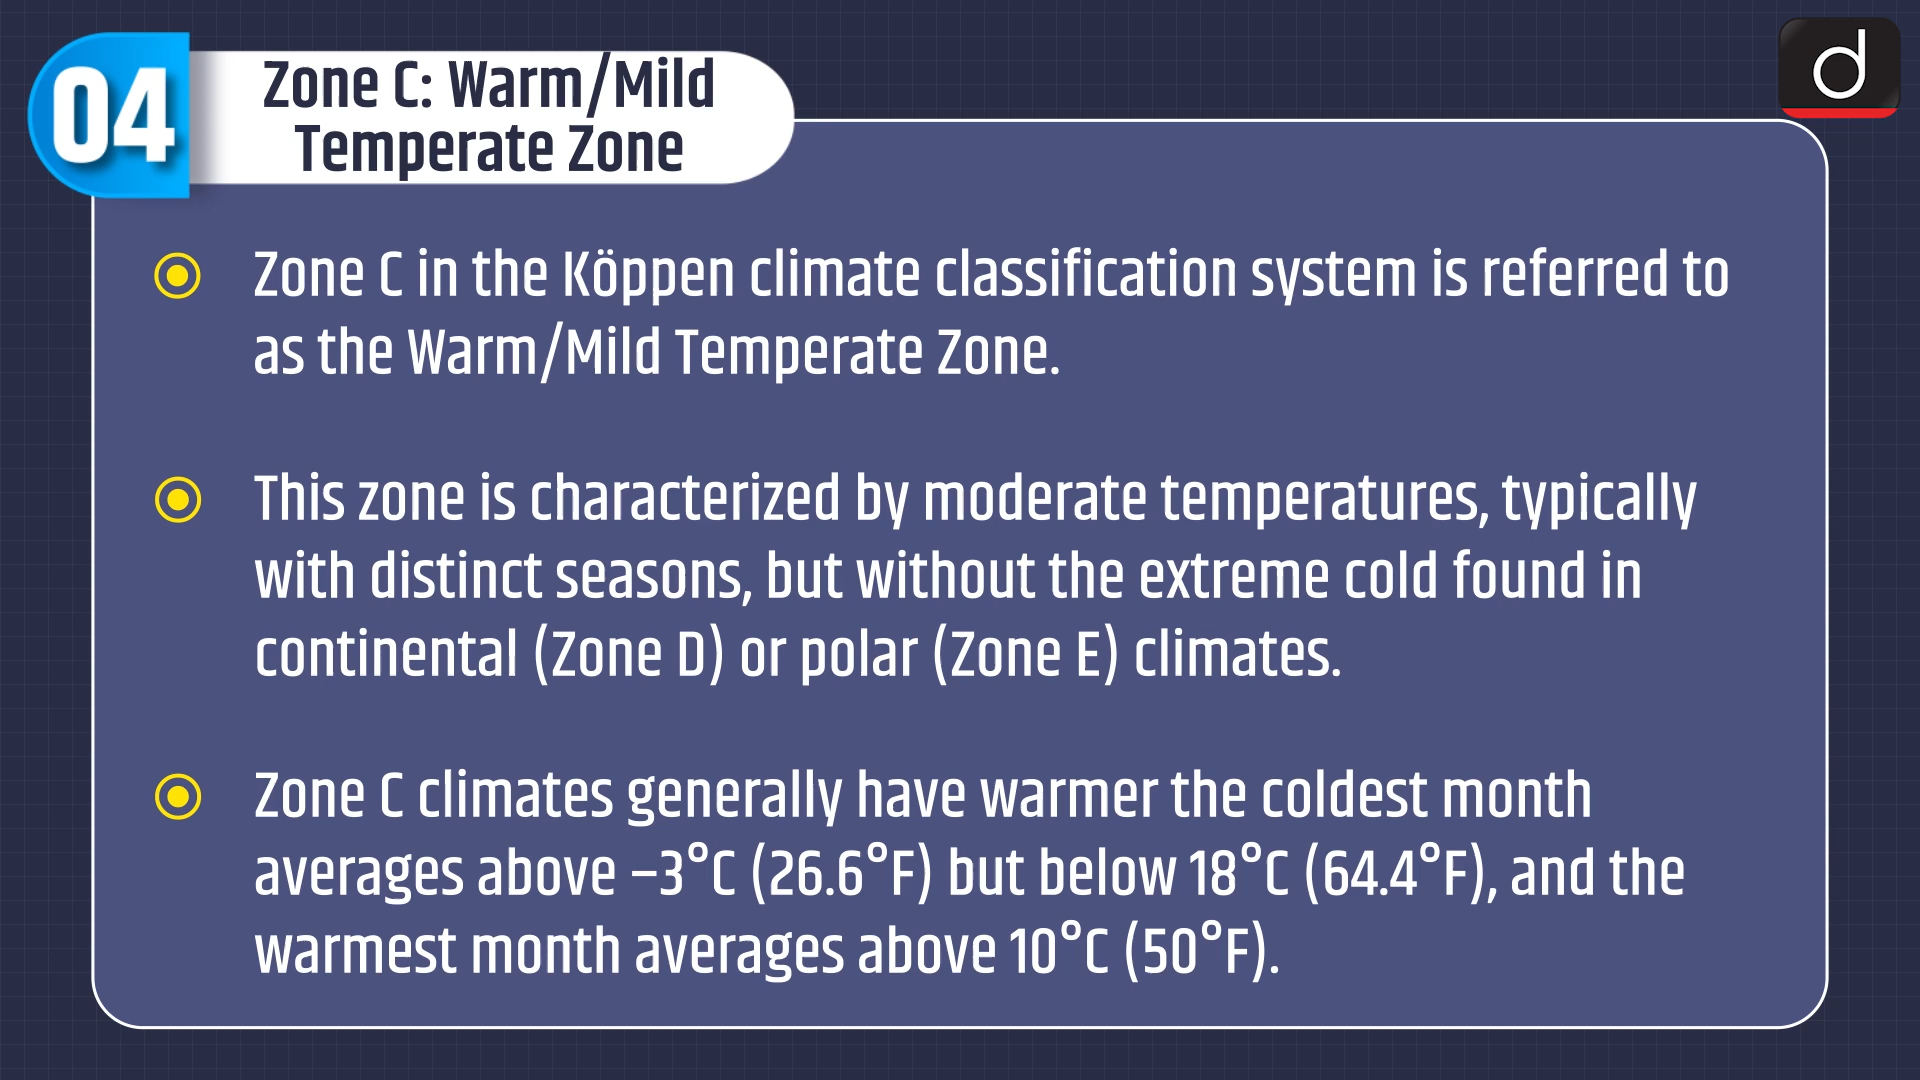 04
Zone C: Warm/Mild
Temperate Zone
d
Zone C in the Köppen climate classification system is referred to
as the Warm/Mild Temperate Zone.
This zone is characterized by moderate temperatures, typically
with distinct seasons, but without the extreme cold found in
continental (Zone D) or polar (Zone E) climates.
Zone C climates generally have warmer the coldest month
averages above –3°C (26.6°F) but below 18°C (64.4°F), and the
warmest month averages above 10°C (50°F).